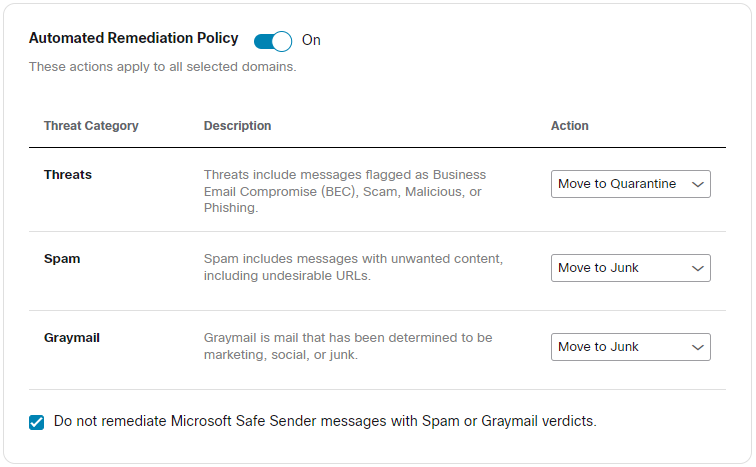 Automated Remediation Policy On
These actions apply to all selected domains.
Threat Category Description Action
Threats Threats include messages flagged as Business Move to Quarantine
Email Compromise (BEC), Scam, Malicious, or
Phishing.
Spam Spam includes messages with unwanted content, Move to Junk
including undesirable URLs.
Graymail Graymail is mail that has been determined to be Move to Junk
marketing, social, or junk.
Do not remediate Microsoft Safe Sender messages with Spam or Graymail verdicts.